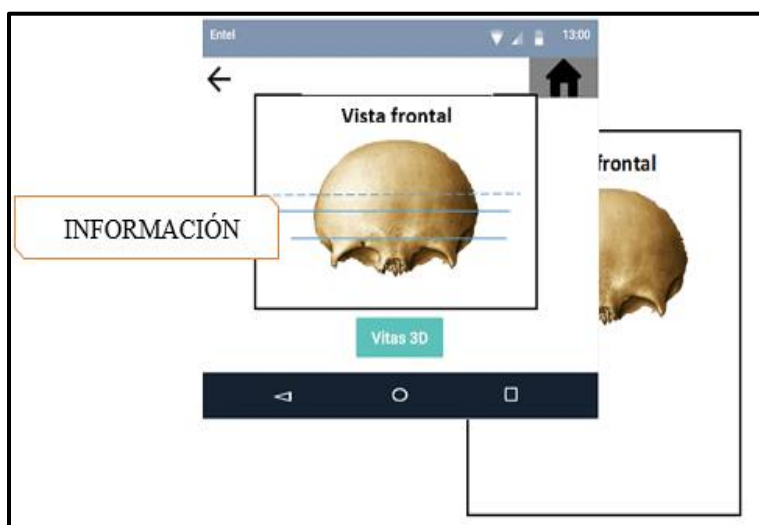 Entel 13:00
Vista frontal
frontal
INFORMACIÓN
Vitas 3D